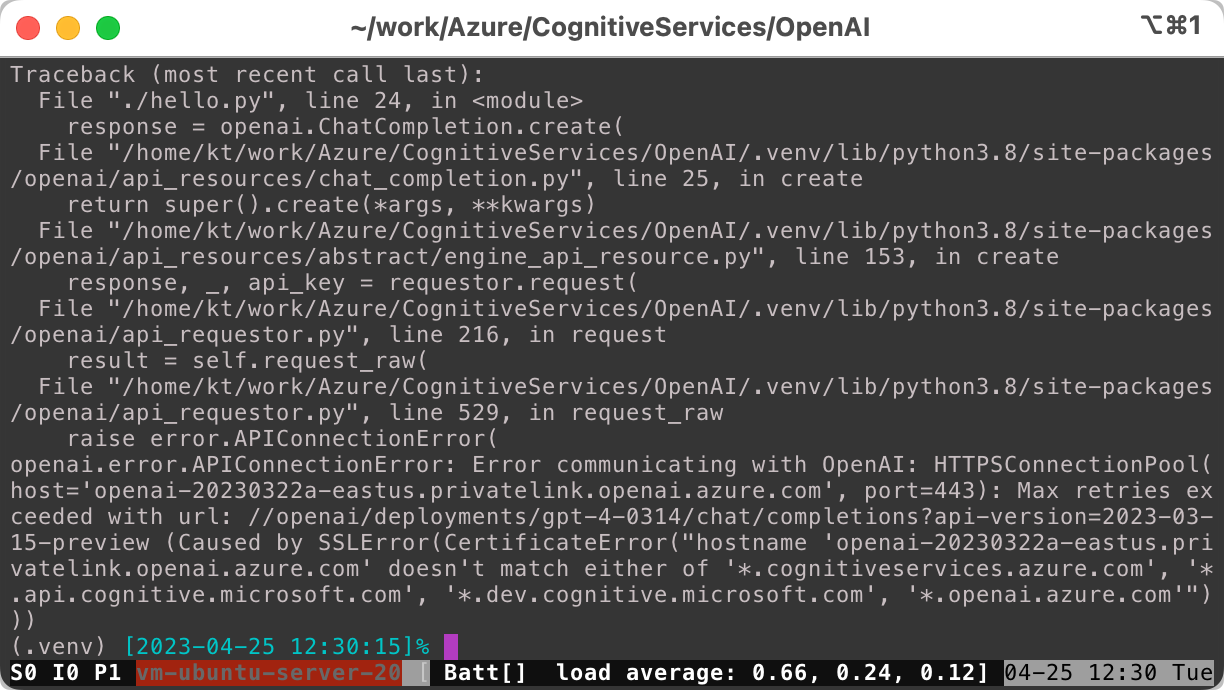 ~/work/Azure/CognitiveServices/OpenAI ⌥⌘1
Traceback (most recent call last):
  File "./hello.py", line 24, in <module>
    response = openai.ChatCompletion.create(
  File "/home/kt/work/Azure/CognitiveServices/OpenAI/.venv/lib/python3.8/site-packages
/openai/api_resources/chat_completion.py", line 25, in create
    return super().create(*args, **kwargs)
  File "/home/kt/work/Azure/CognitiveServices/OpenAI/.venv/lib/python3.8/site-packages
/openai/api_resources/abstract/engine_api_resource.py", line 153, in create
    response, _, api_key = requestor.request(
  File "/home/kt/work/Azure/CognitiveServices/OpenAI/.venv/lib/python3.8/site-packages
/openai/api_requestor.py", line 216, in request
    result = self.request_raw(
  File "/home/kt/work/Azure/CognitiveServices/OpenAI/.venv/lib/python3.8/site-packages
/openai/api_requestor.py", line 529, in request_raw
    raise error.APIConnectionError(
openai.error.APIConnectionError: Error communicating with OpenAI: HTTPSConnectionPool(
host='openai-20230322a-eastus.privatelink.openai.azure.com', port=443): Max retries ex
ceeded with url: //openai/deployments/gpt-4-0314/chat/completions?api-version=2023-03-
15-preview (Caused by SSLError(CertificateError("hostname 'openai-20230322a-eastus.pri
vatelink.openai.azure.com' doesn't match either of '*.cognitiveservices.azure.com', '*
.api.cognitive.microsoft.com', '*.dev.cognitive.microsoft.com', '*.openai.azure.com'")
))
(.venv) [2023-04-25 12:30:15]%
S0 I0 P1 vm-ubuntu-server-20 [ Batt[]  load average: 0.66, 0.24, 0.12] 04-25 12:30 Tue